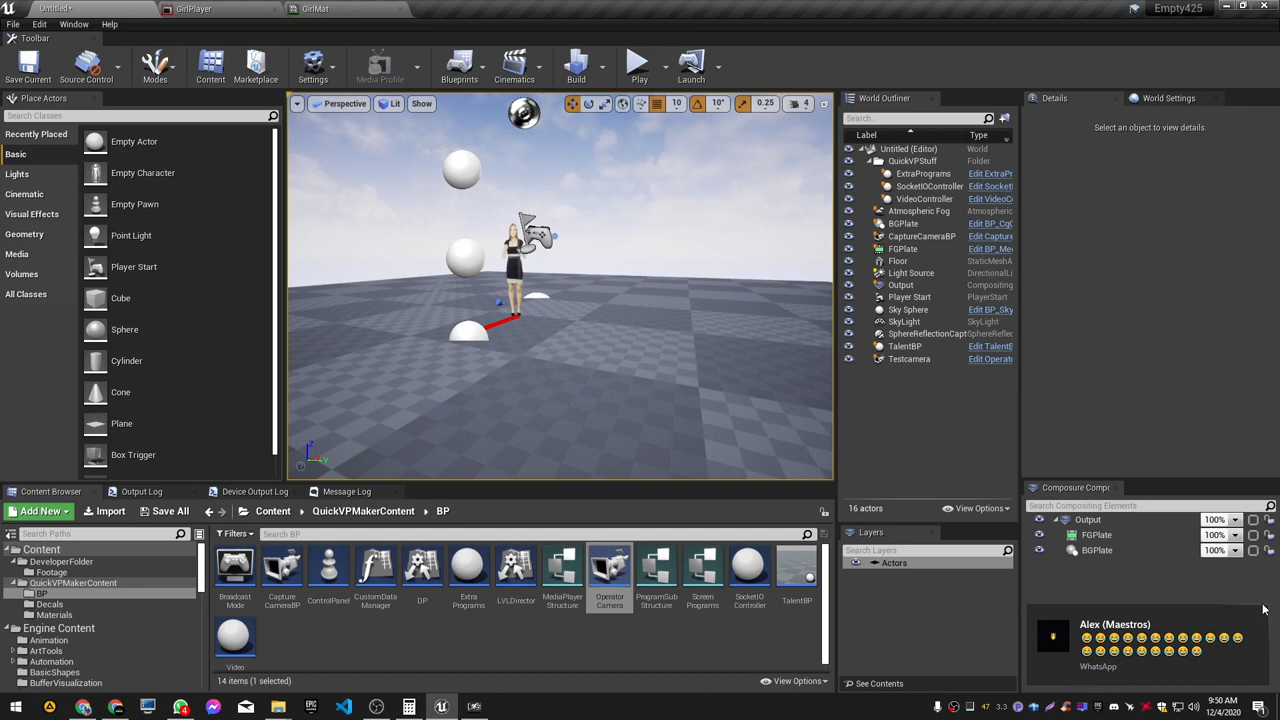 Untitled*
GirlPlayer
GirlMat
Empty425
File
Edit
Window
Help
Toolbar
Save Current
Source Control
Modes
Content
Marketplace
Settings
Media Profile
Blueprints
Cinematics
Build
Play
Launch
Place Actors
Search Classes
Recently Placed
Basic
Lights
Cinematic
Visual Effects
Geometry
Media
Volumes
All Classes
Empty Actor
Empty Character
Empty Pawn
Point Light
Player Start
Cube
Sphere
Cylinder
Cone
Plane
Box Trigger
Perspective
Lit
Show
10
10°
0.25
4
World Outliner
Search...
Label
Type
Untitled (Editor)
World
QuickVPStuff
Folder
ExtraPrograms
Edit ExtraPr
SocketIOController
Edit SocketI
VideoController
Edit VideoCo
Atmospheric Fog
Atmospheric
BGPlate
Edit BP_CgC
CaptureCameraBP
Edit Capture
FGPlate
Edit BP_Med
Floor
StaticMeshA
Light Source
DirectionalLi
Output
Compositing
Player Start
PlayerStart
Sky Sphere
Edit BP_Sky
SkyLight
SkyLight
SphereReflectionCapt
SphereReflec
TalentBP
Edit TalentB
Testcamera
Edit Operato
16 actors
View Options
Layers
Search Layers
Actors
See Contents
Details
World Settings
Select an object to view details.
Composure Compo
Search Compositing Elements
Output
100%
FGPlate
100%
BGPlate
100%
Alex (Maestros)
😂😂😂😂😂😂😂😂😂😂😂😂
😂😂😂😂😂😂😂😂😂
WhatsApp
Content Browser
Output Log
Device Output Log
Message Log
Add New
Import
Save All
Content
QuickVPMakerContent
BP
Search Paths
Filters
Search BP
Content
DeveloperFolder
Footage
QuickVPMakerContent
BP
Decals
Materials
Engine Content
Animation
ArtTools
Automation
BasicShapes
BufferVisualization
Broadcast
Mode
Capture
CameraBP
ControlPanel
CustomData
Manager
DP
Extra
Programs
LVLDirector
MediaPlayer
Structure
Operator
Camera
ProgramSub
Structure
Screen
Programs
SocketIO
Controller
TalentBP
Video
14 items (1 selected)
View Options
47
3.3
9:50 AM
12/4/2020